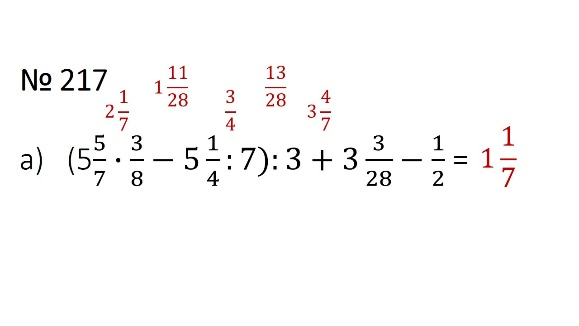 № 217
2 1/7 1 11/28 3/4 13/28 3 4/7
а) (5 5/7 · 3/8 − 5 1/4 : 7) : 3 + 3 3/28 − 1/2 = 1 1/7